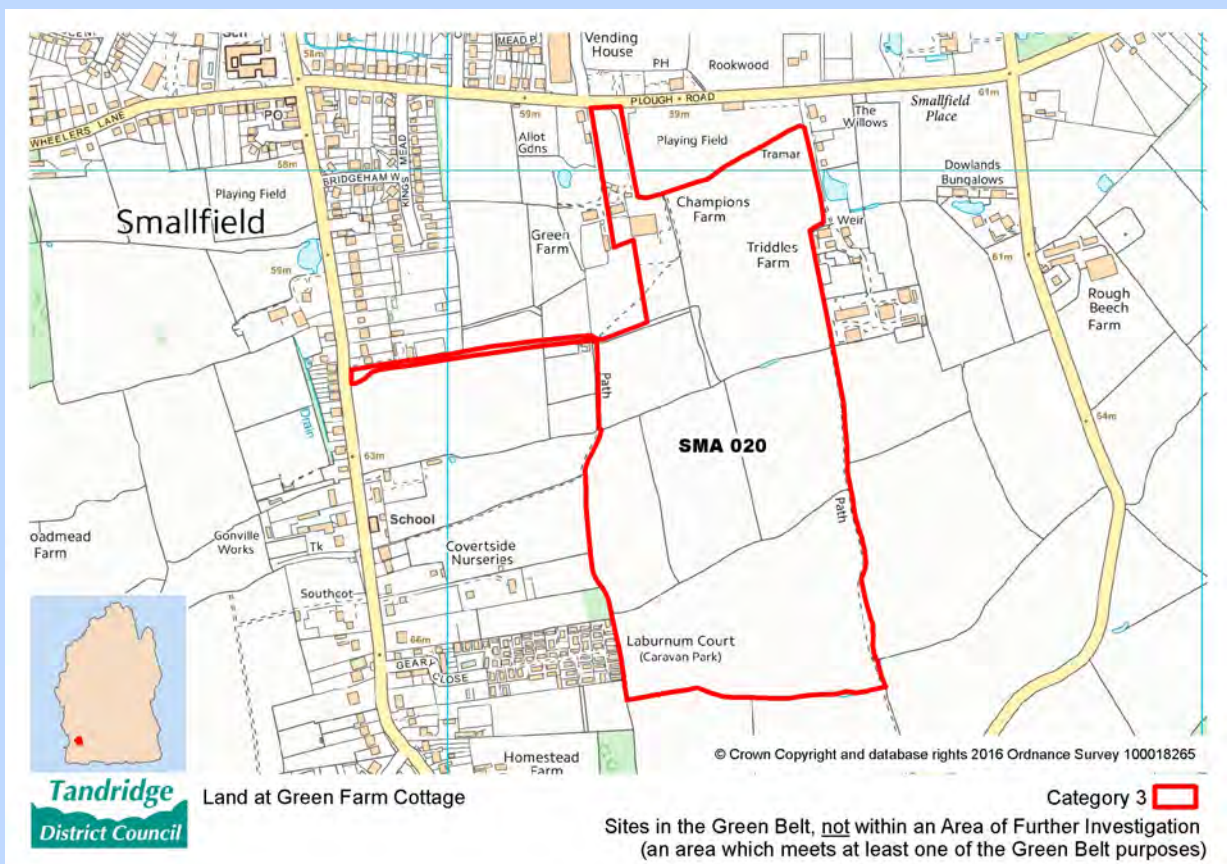 Sch
58m
MEAD P
Vending
House
PH
Rookwood
WHEELERS LANE
PO
59m
PLOUGH ROAD
59m
61m
Allot
Gdns
Playing Field
The
Willows
Smallfield
Place
58m
BRIDGEHAM W
KINGS MEAD
Tramar
Dowlands
Bungalows
Playing Field
Smallfield
Champions
Farm
Green
Farm
Weir
Triddles
Farm
59m
61m
Rough
Beech
Farm
Path
Drain
SMA 020
64m
63m
School
Path
oadmead
Farm
Gonville
Works
Tk
Covertside
Nurseries
Southcot
66m
Laburnum Court
(Caravan Park)
GEARY
CLOSE
Homestead
Farm
© Crown Copyright and database rights 2016 Ordnance Survey 100018265
Tandridge
District Council
Land at Green Farm Cottage
Category 3
Sites in the Green Belt, not within an Area of Further Investigation
(an area which meets at least one of the Green Belt purposes)